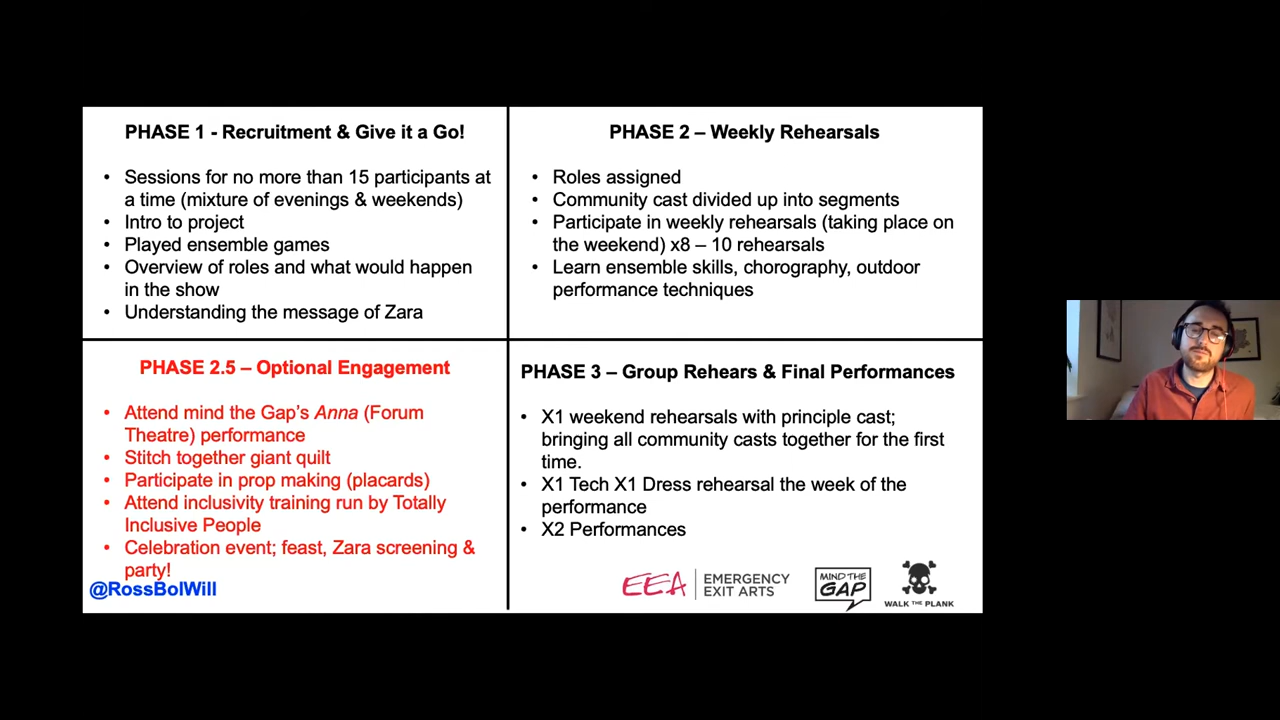 PHASE 1 - Recruitment & Give it a Go!
• Sessions for no more than 15 participants at
a time (mixture of evenings & weekends)
• Intro to project
• Played ensemble games
• Overview of roles and what would happen
in the show
• Understanding the message of Zara
PHASE 2 – Weekly Rehearsals
• Roles assigned
• Community cast divided up into segments
• Participate in weekly rehearsals (taking place on
the weekend) x8 – 10 rehearsals
• Learn ensemble skills, chorography, outdoor
performance techniques
PHASE 2.5 – Optional Engagement
• Attend mind the Gap's Anna (Forum
Theatre) performance
• Stitch together giant quilt
• Participate in prop making (placards)
• Attend inclusivity training run by Totally
Inclusive People
• Celebration event; feast, Zara screening &
party!
@RossBolWill
PHASE 3 – Group Rehears & Final Performances
• X1 weekend rehearsals with principle cast;
bringing all community casts together for the first
time.
• X1 Tech X1 Dress rehearsal the week of the
performance
• X2 Performances
EEA EMERGENCY
EXIT ARTS
MIND THE
GAP
WALK THE PLANK